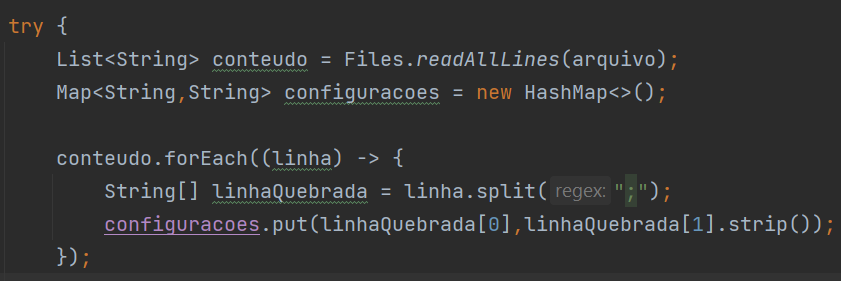 try {
List<String> conteudo = Files.readAllLines(arquivo);
Map<String,String> configuracoes = new HashMap<>();
conteudo.forEach((linha) -> {
String[] linhaQuebrada = linha.split( regex: ";");
configuracoes.put(linhaQuebrada[0],linhaQuebrada[1].strip());
});